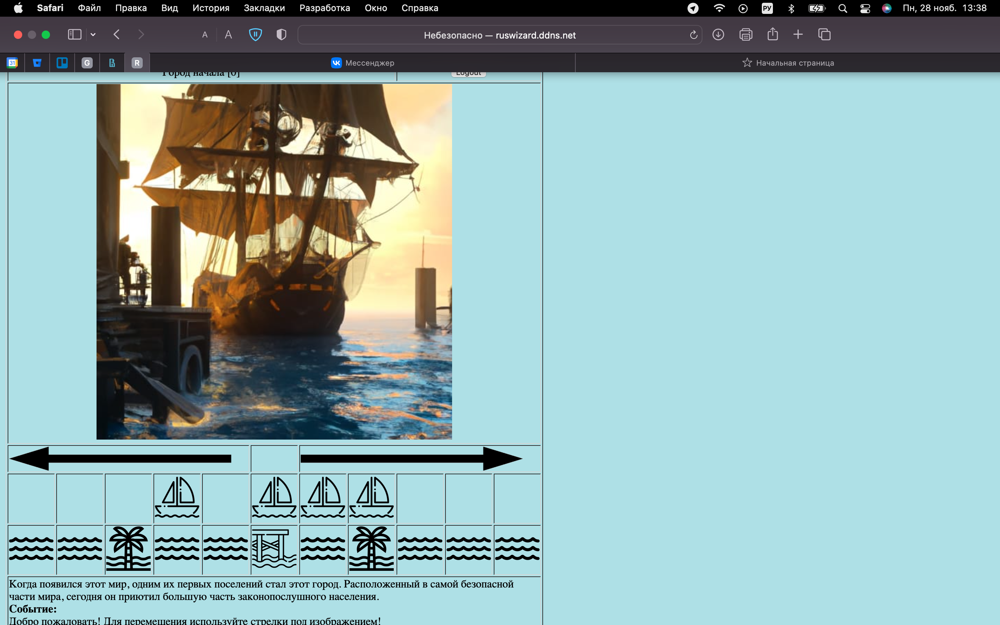 Safari Файл Правка Вид История Закладки Разработка Окно Справка РУ Пн, 28 нояб. 13:38
A A Небезопасно — ruswizard.ddns.net
31 G R VK Мессенджер Начальная страница
Город начала [0] Logout
Когда появился этот мир, одним их первых поселений стал этот город. Расположенный в самой безопасной
части мира, сегодня он приютил большую часть законопослушного населения.
Событие:
Добро пожаловать! Для перемещения используйте стрелки под изображением!